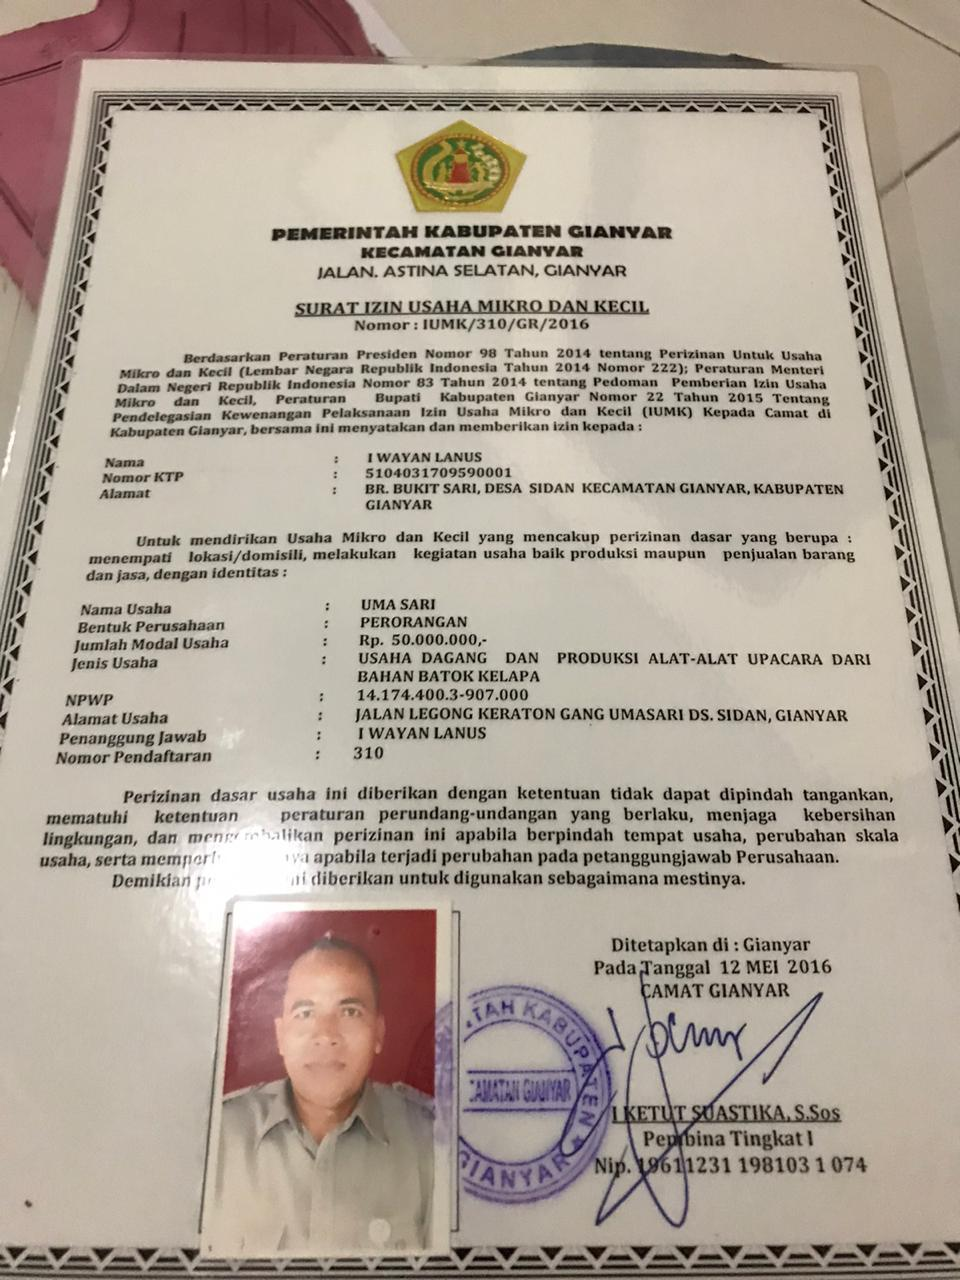 PEMERINTAH KABUPATEN GIANYAR
KECAMATAN GIANYAR
JALAN. ASTINA SELATAN, GIANYAR
SURAT IZIN USAHA MIKRO DAN KECIL
Nomor : IUMK/310/GR/2016
Berdasarkan Peraturan Presiden Nomor 98 Tahun 2014 tentang Perizinan Untuk Usaha
Mikro dan Kecil (Lembar Negara Republik Indonesia Tahun 2014 Nomor 222); Peraturan Menteri
Dalam Negeri Republik Indonesia Nomor 83 Tahun 2014 tentang Pedoman Pemberian Izin Usaha
Mikro dan Kecil, Peraturan Bupati Kabupaten Gianyar Nomor 22 Tahun 2015 Tentang
Pendelegasian Kewenangan Pelaksanaan Izin Usaha Mikro dan Kecil (IUMK) Kepada Camat di
Kabupaten Gianyar, bersama ini menyatakan dan memberikan izin kepada :
Nama : I WAYAN LANUS
Nomor KTP : 5104031709590001
Alamat : BR. BUKIT SARI, DESA SIDAN KECAMATAN GIANYAR, KABUPATEN
GIANYAR
Untuk mendirikan Usaha Mikro dan Kecil yang mencakup perizinan dasar yang berupa :
menempati lokasi/domisili, melakukan kegiatan usaha baik produksi maupun penjualan barang
dan jasa, dengan identitas :
Nama Usaha : UMA SARI
Bentuk Perusahaan : PERORANGAN
Jumlah Modal Usaha : Rp. 50.000.000,-
Jenis Usaha : USAHA DAGANG DAN PRODUKSI ALAT-ALAT UPACARA DARI
BAHAN BATOK KELAPA
NPWP : 14.174.400.3-907.000
Alamat Usaha : JALAN LEGONG KERATON GANG UMASARI DS. SIDAN, GIANYAR
Penanggung Jawab : I WAYAN LANUS
Nomor Pendaftaran : 310
Perizinan dasar usaha ini diberikan dengan ketentuan tidak dapat dipindah tangankan,
mematuhi ketentuan peraturan perundang-undangan yang berlaku, menjaga kebersihan
lingkungan, dan mengembalikan perizinan ini apabila berpindah tempat usaha, perubahan skala
usaha, serta apabila terjadi perubahan pada petanggungjawab Perusahaan.
Demikian ini diberikan untuk digunakan sebagaimana mestinya.
Ditetapkan di : Gianyar
Pada Tanggal 12 MEI 2016
CAMAT GIANYAR
KABUPATEN
CAMATAN GIANYAR
GIANYAR
I KETUT SUASTIKA, S.Sos
Pembina Tingkat I
Nip. 19611231 198103 1 074